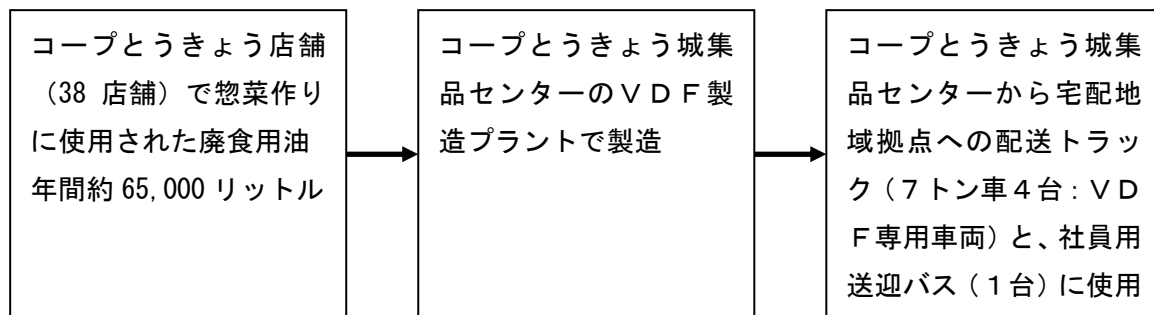 コープとうきょう店舗
（38 店舗）で惣菜作り
に使用された廃食用油
年間約 65,000 リットル
コープとうきょう城集
品センターのＶＤＦ製
造プラントで製造
コープとうきょう城集
品センターから宅配地
域拠点への配送トラッ
ク（７トン車４台：ＶＤ
Ｆ専用車両）と、社員用
送迎バス（１台）に使用